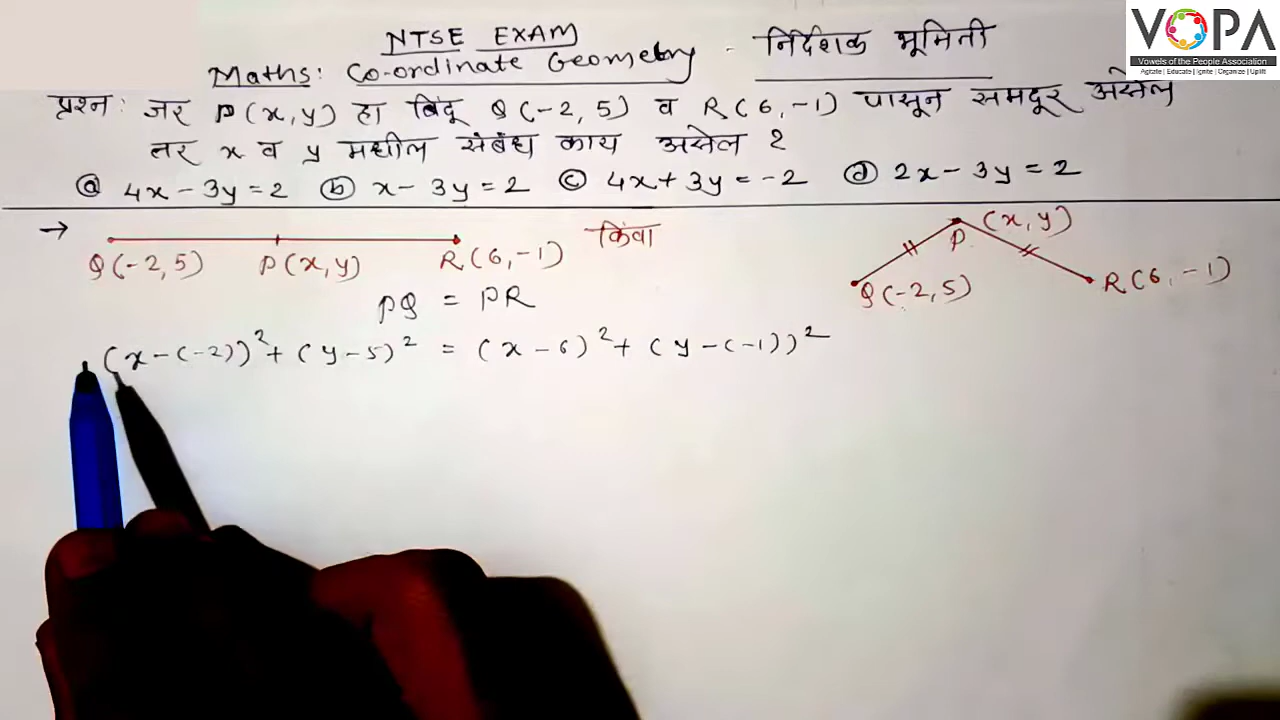 NTSE EXAM
Maths: Co-ordinate Geometry - निर्देशक भूमिती
VOPA
Vowels of the People Association
Agitate | Educate | Ignite | Organize | Uplift
प्रश्न: जर P(x, y) हा बिंदू Q(-2, 5) व R(6, -1) पासून समदूर असेल
तर x व y मधील संबंध काय असेल ?
(a) 4x - 3y = 2 (b) x - 3y = 2 (c) 4x + 3y = -2 (d) 2x - 3y = 2
→ Q(-2, 5) P(x, y) R(6, -1) किंवा
(x, y)
P
Q(-2, 5) R(6, -1)
PQ = PR
(x-(-2))² + (y-5)² = (x-6)² + (y-(-1))²